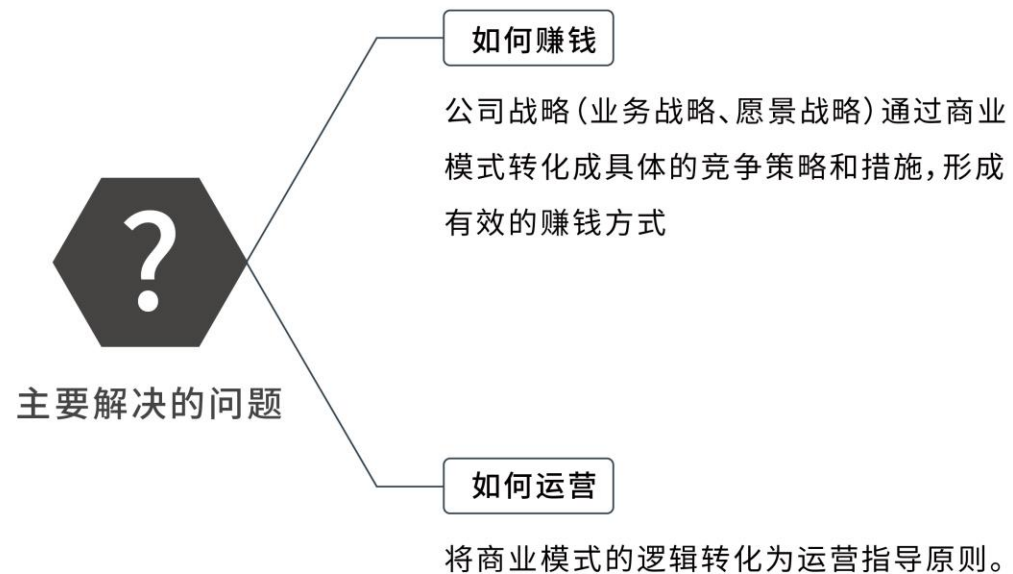 如何赚钱
公司战略(业务战略、愿景战略)通过商业
模式转化成具体的竞争策略和措施,形成
有效的赚钱方式
?
主要解决的问题
如何运营
将商业模式的逻辑转化为运营指导原则。